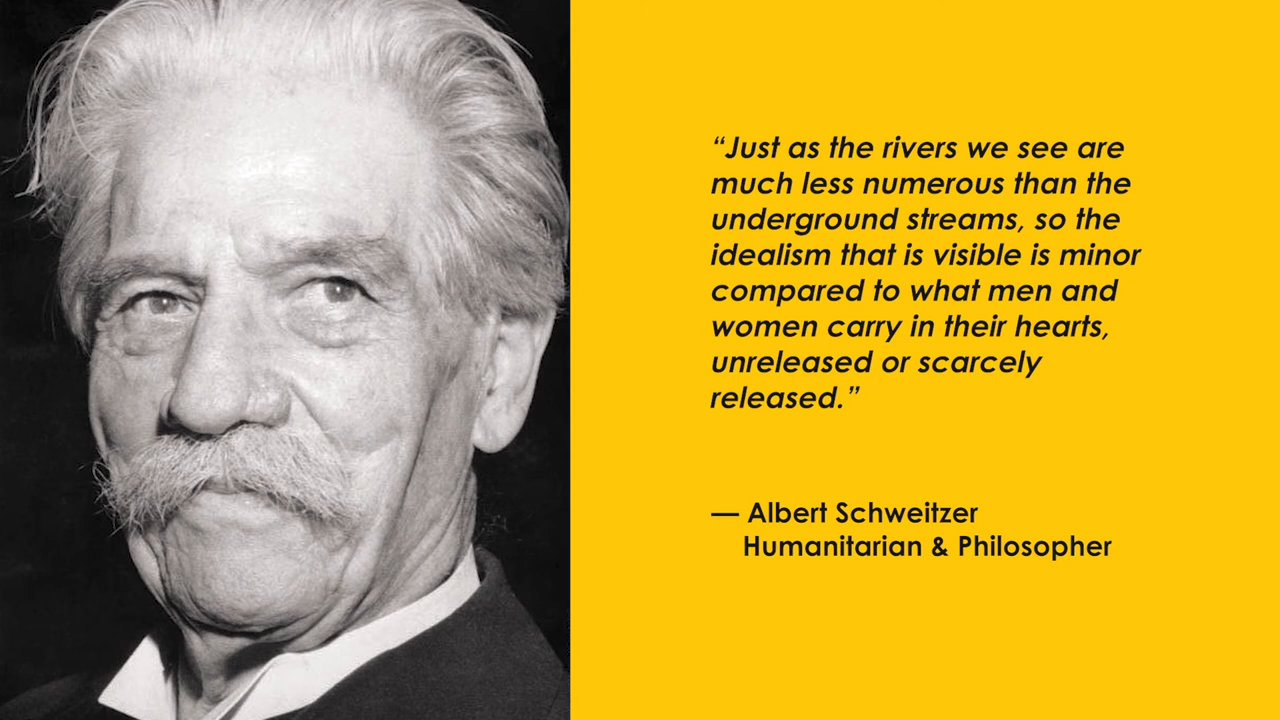 “Just as the rivers we see are
much less numerous than the
underground streams, so the
idealism that is visible is minor
compared to what men and
women carry in their hearts,
unreleased or scarcely
released.”
— Albert Schweitzer
Humanitarian & Philosopher